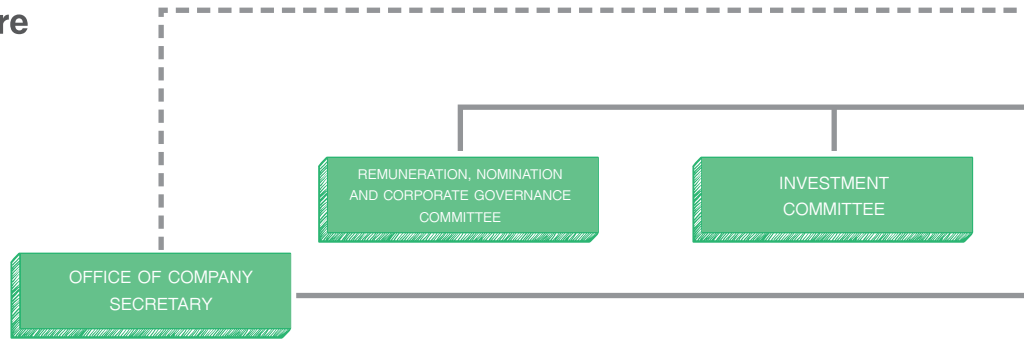 re
REMUNERATION, NOMINATION
AND CORPORATE GOVERNANCE
COMMITTEE
INVESTMENT
COMMITTEE
OFFICE OF COMPANY
SECRETARY